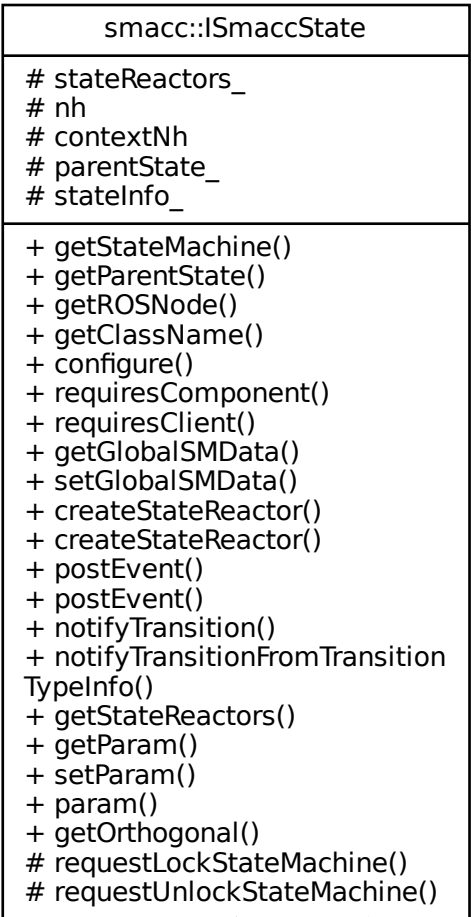 smacc::ISmaccState
# stateReactors_
# nh
# contextNh
# parentState_
# stateInfo_
+ getStateMachine()
+ getParentState()
+ getROSNode()
+ getClassName()
+ configure()
+ requiresComponent()
+ requiresClient()
+ getGlobalSMData()
+ setGlobalSMData()
+ createStateReactor()
+ createStateReactor()
+ postEvent()
+ postEvent()
+ notifyTransition()
+ notifyTransitionFromTransition
TypeInfo()
+ getStateReactors()
+ getParam()
+ setParam()
+ param()
+ getOrthogonal()
# requestLockStateMachine()
# requestUnlockStateMachine()